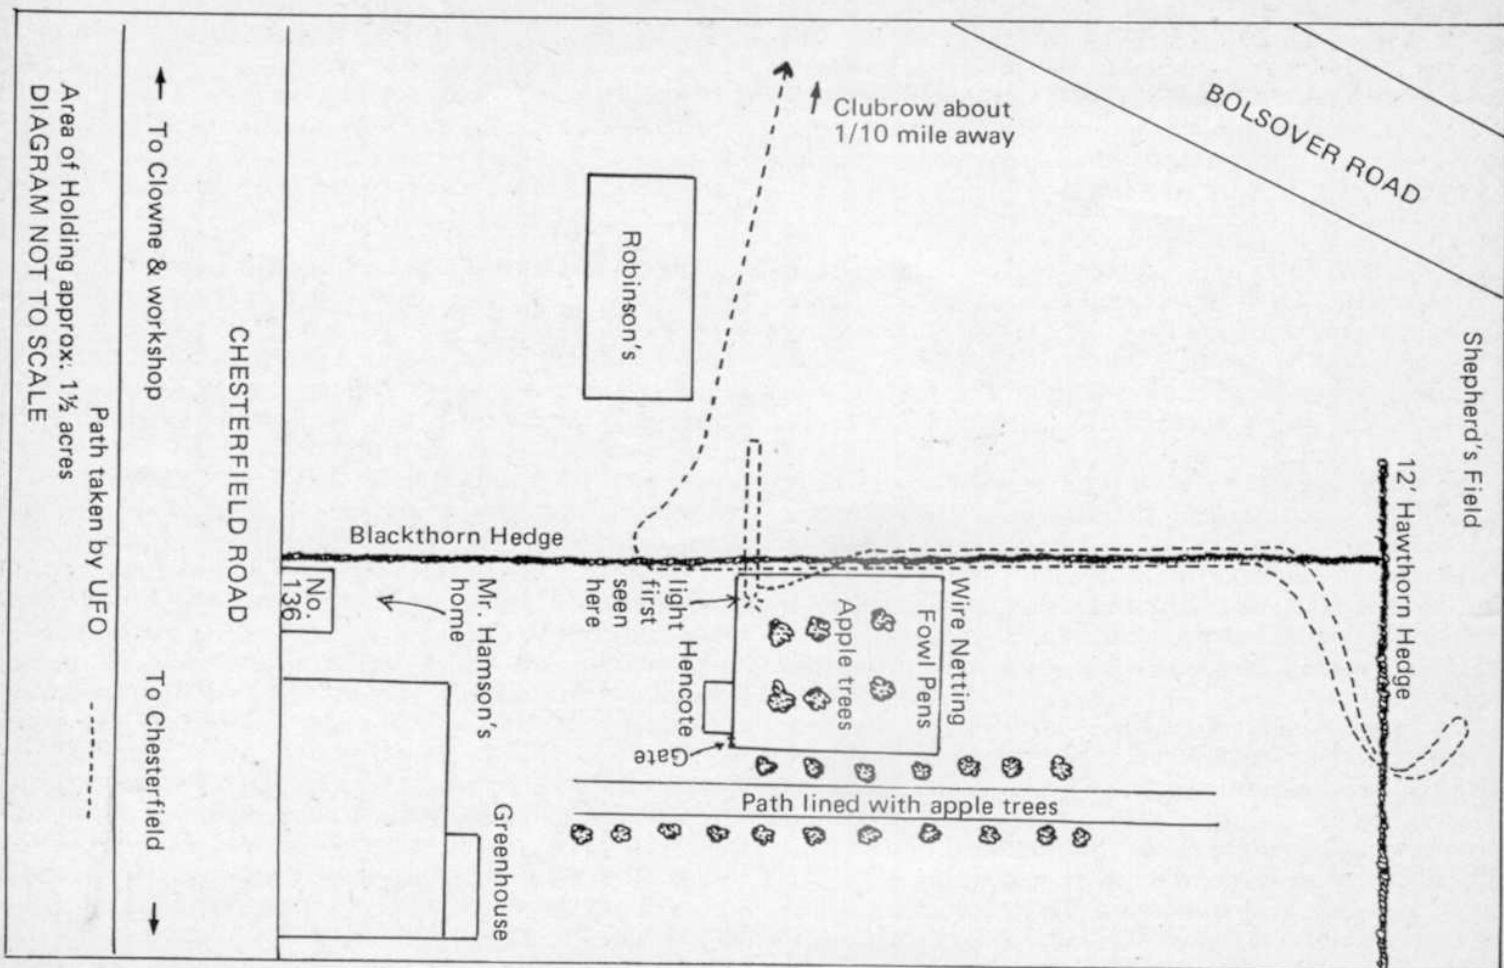 BOLSOVER ROAD
Clubrow about
1/10 mile away
Shepherd's Field
12' Hawthorn Hedge
Robinson's
Blackthorn Hedge
Wire Netting
Fowl Pens
Apple trees
light
first
seen
here
Hencote
Gate
Path lined with apple trees
Mr. Hamson's
home
No.
136
Greenhouse
CHESTERFIELD ROAD
To Clowne & workshop
To Chesterfield
Path taken by UFO
Area of Holding approx: 1½ acres
DIAGRAM NOT TO SCALE